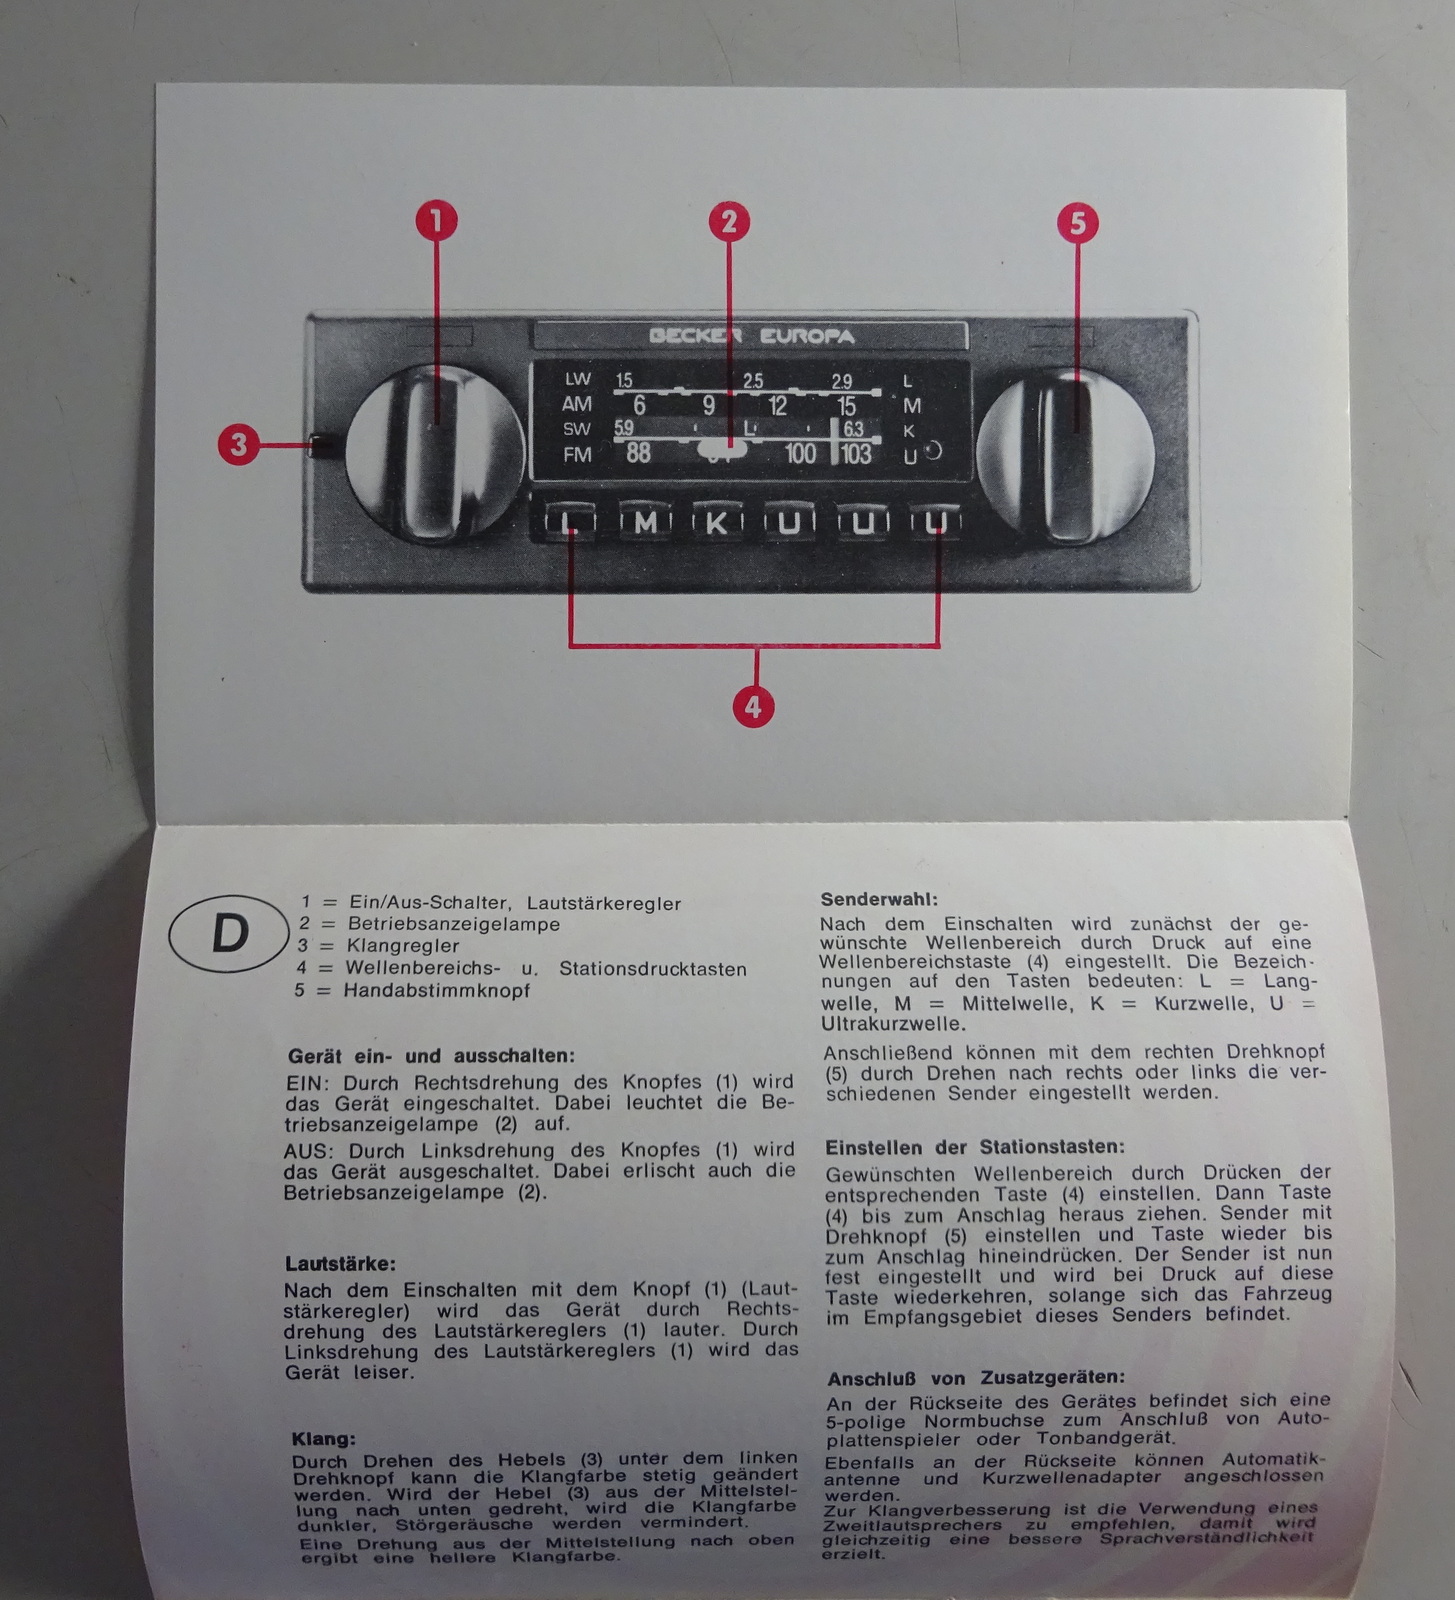 1
2
5
3
BECKER EUROPA
LW 1.5 2.5 2.9 L
AM 6 9 12 15 M
SW 5.9 L 6.3 K
FM 88 100 103 U
L M K U U U
4
D
1 = Ein/Aus-Schalter, Lautstärkeregler
2 = Betriebsanzeigelampe
3 = Klangregler
4 = Wellenbereichs- u. Stationsdrucktasten
5 = Handabstimmknopf
Gerät ein- und ausschalten:
EIN: Durch Rechtsdrehung des Knopfes (1) wird
das Gerät eingeschaltet. Dabei leuchtet die Be-
triebsanzeigelampe (2) auf.
AUS: Durch Linksdrehung des Knopfes (1) wird
das Gerät ausgeschaltet. Dabei erlischt auch die
Betriebsanzeigelampe (2).
Lautstärke:
Nach dem Einschalten mit dem Knopf (1) (Laut-
stärkeregler) wird das Gerät durch Rechts-
drehung des Lautstärkereglers (1) lauter. Durch
Linksdrehung des Lautstärkereglers (1) wird das
Gerät leiser.
Klang:
Durch Drehen des Hebels (3) unter dem linken
Drehknopf kann die Klangfarbe stetig geändert
werden. Wird der Hebel (3) aus der Mittelstel-
lung nach unten gedreht, wird die Klangfarbe
dunkler, Störgeräusche werden vermindert.
Eine Drehung aus der Mittelstellung nach oben
ergibt eine hellere Klangfarbe.
Senderwahl:
Nach dem Einschalten wird zunächst der ge-
wünschte Wellenbereich durch Druck auf eine
Wellenbereichstaste (4) eingestellt. Die Bezeich-
nungen auf den Tasten bedeuten: L = Lang-
welle, M = Mittelwelle, K = Kurzwelle, U =
Ultrakurzwelle.
Anschließend können mit dem rechten Drehknopf
(5) durch Drehen nach rechts oder links die ver-
schiedenen Sender eingestellt werden.
Einstellen der Stationstasten:
Gewünschten Wellenbereich durch Drücken der
entsprechenden Taste (4) einstellen. Dann Taste
(4) bis zum Anschlag heraus ziehen. Sender mit
Drehknopf (5) einstellen und Taste wieder bis
zum Anschlag hineindrücken. Der Sender ist nun
fest eingestellt und wird bei Druck auf diese
Taste wiederkehren, solange sich das Fahrzeug
im Empfangsgebiet dieses Senders befindet.
Anschluß von Zusatzgeräten:
An der Rückseite des Gerätes befindet sich eine
5-polige Normbuchse zum Anschluß von Auto-
plattenspieler oder Tonbandgerät.
Ebenfalls an der Rückseite können Automatik-
antenne und Kurzwellenadapter angeschlossen
werden.
Zur Klangverbesserung ist die Verwendung eines
Zweitlautsprechers zu empfehlen, damit wird
gleichzeitig eine bessere Sprachverständlichkeit
erzielt.